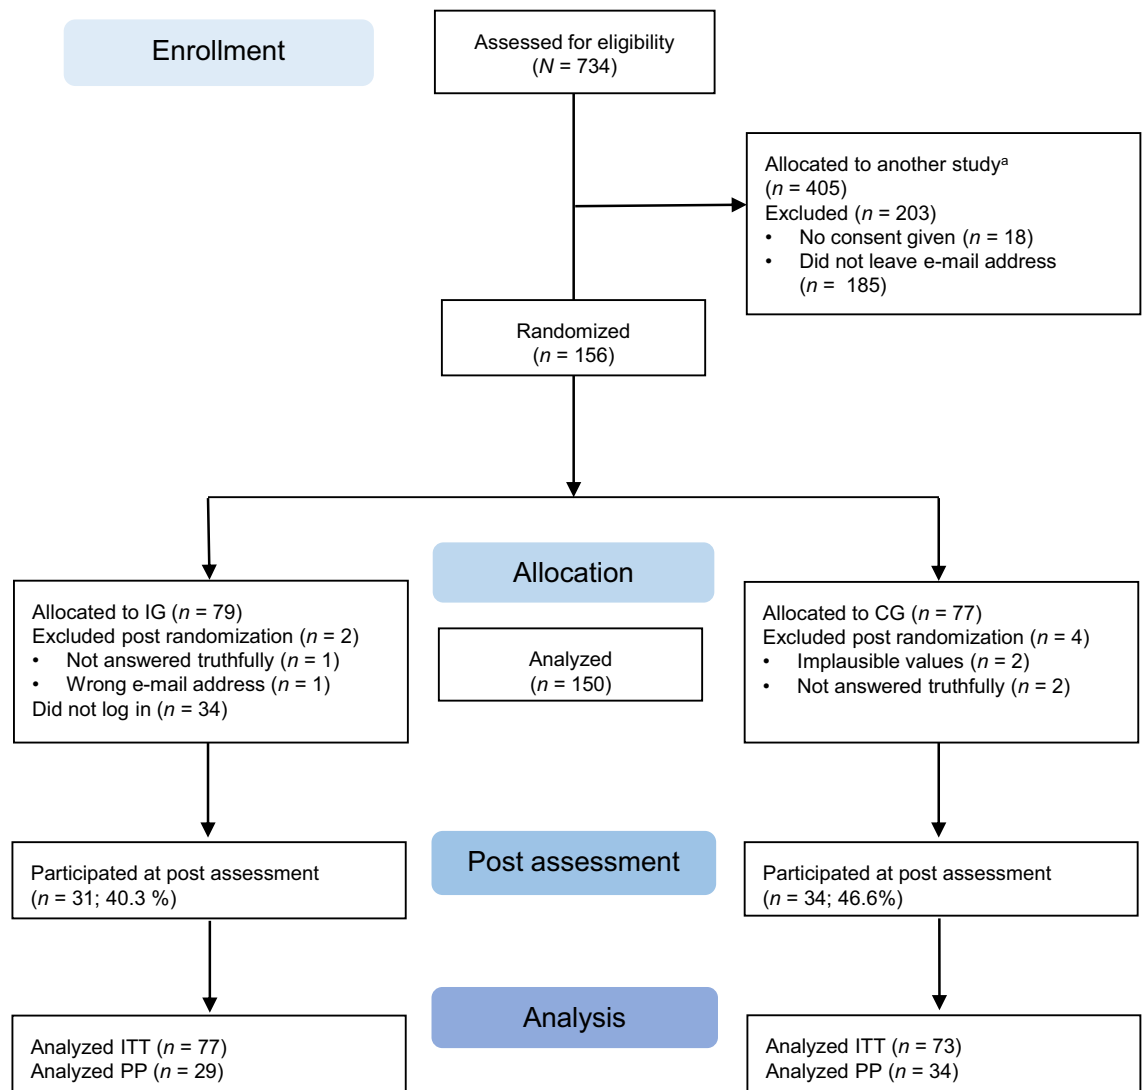 Enrollment
Assessed for eligibility
(N = 734)
Allocated to another studyᵃ
(n = 405)
Excluded (n = 203)
• No consent given (n = 18)
• Did not leave e-mail address
(n = 185)
Randomized
(n = 156)
Allocation
Allocated to IG (n = 79)
Excluded post randomization (n = 2)
• Not answered truthfully (n = 1)
• Wrong e-mail address (n = 1)
Did not log in (n = 34)
Analyzed
(n = 150)
Allocated to CG (n = 77)
Excluded post randomization (n = 4)
• Implausible values (n = 2)
• Not answered truthfully (n = 2)
Post assessment
Participated at post assessment
(n = 31; 40.3 %)
Participated at post assessment
(n = 34; 46.6%)
Analysis
Analyzed ITT (n = 77)
Analyzed PP (n = 29)
Analyzed ITT (n = 73)
Analyzed PP (n = 34)